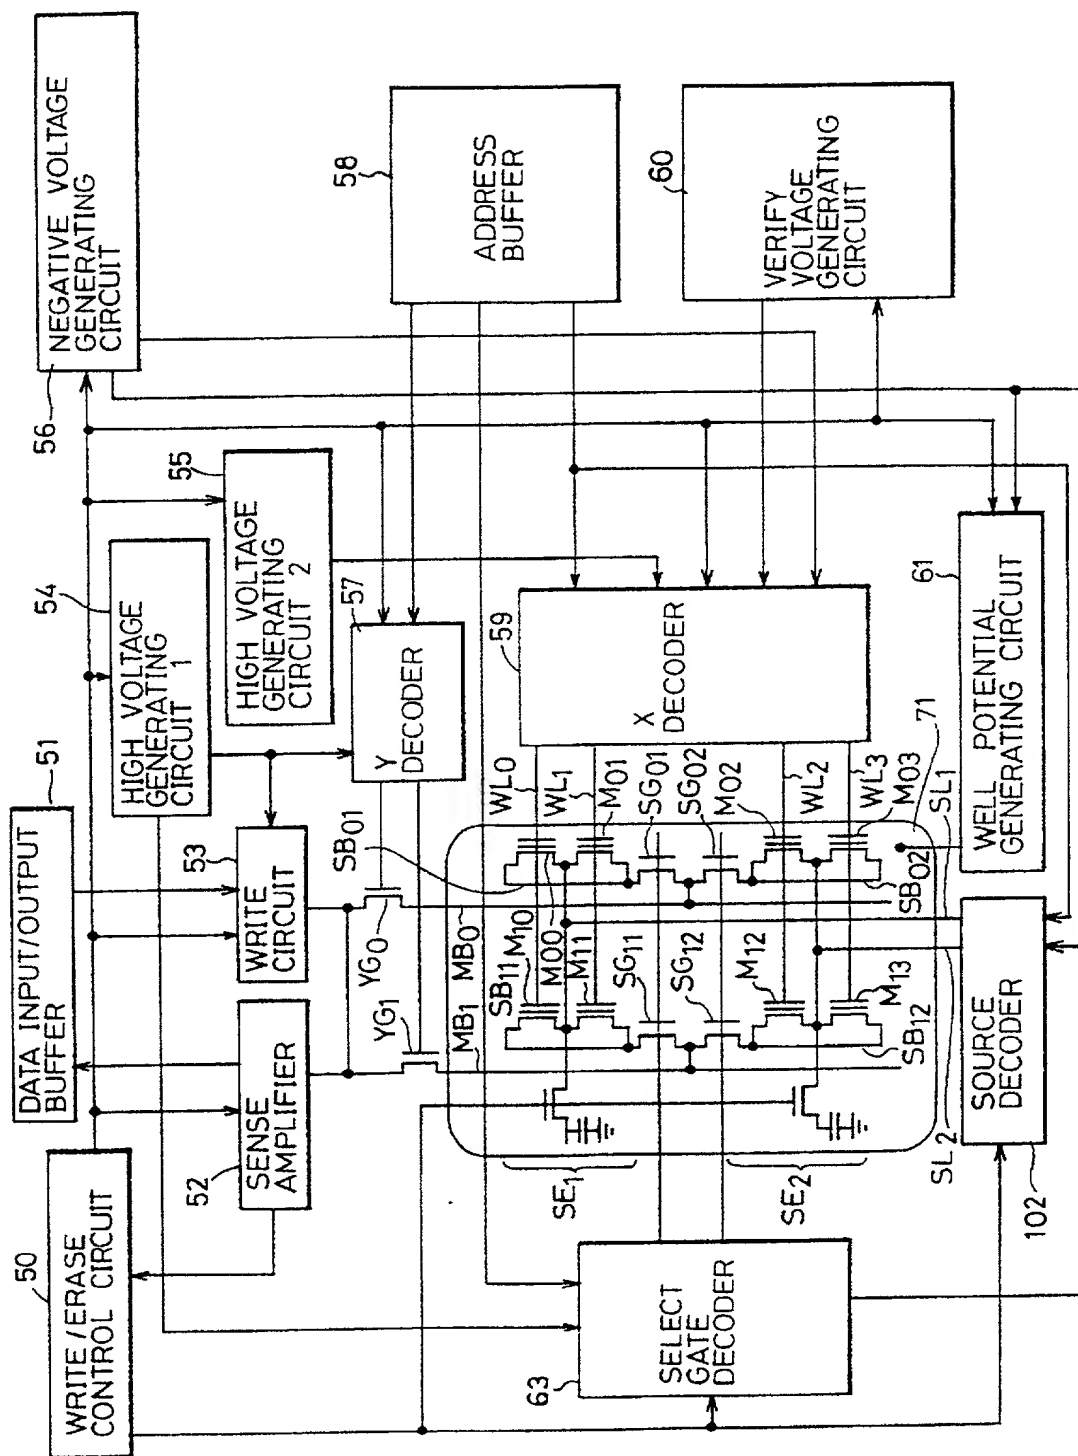 50
WRITE/ERASE
CONTROL CIRCUIT
51
DATA INPUT/OUTPUT
BUFFER
52
SENSE
AMPLIFIER
53
WRITE
CIRCUIT
54
HIGH VOLTAGE
GENERATING
CIRCUIT 1
55
HIGH VOLTAGE
GENERATING
CIRCUIT 2
56
NEGATIVE VOLTAGE
GENERATING
CIRCUIT
57
Y
DECODER
58
ADDRESS
BUFFER
59
X
DECODER
60
VERIFY
VOLTAGE
GENERATING
CIRCUIT
61
WELL POTENTIAL
GENERATING CIRCUIT
63
SELECT
GATE
DECODER
71
102
SOURCE
DECODER
YG1
YG0
MB1
MB0
SB11
SB01
M10
M00
M11
M01
WL0
WL1
SG11
SG01
SG12
SG02
M12
M02
WL2
M13
WL3
M03
SB12
SB02
SE1
SE2
SL2
SL1